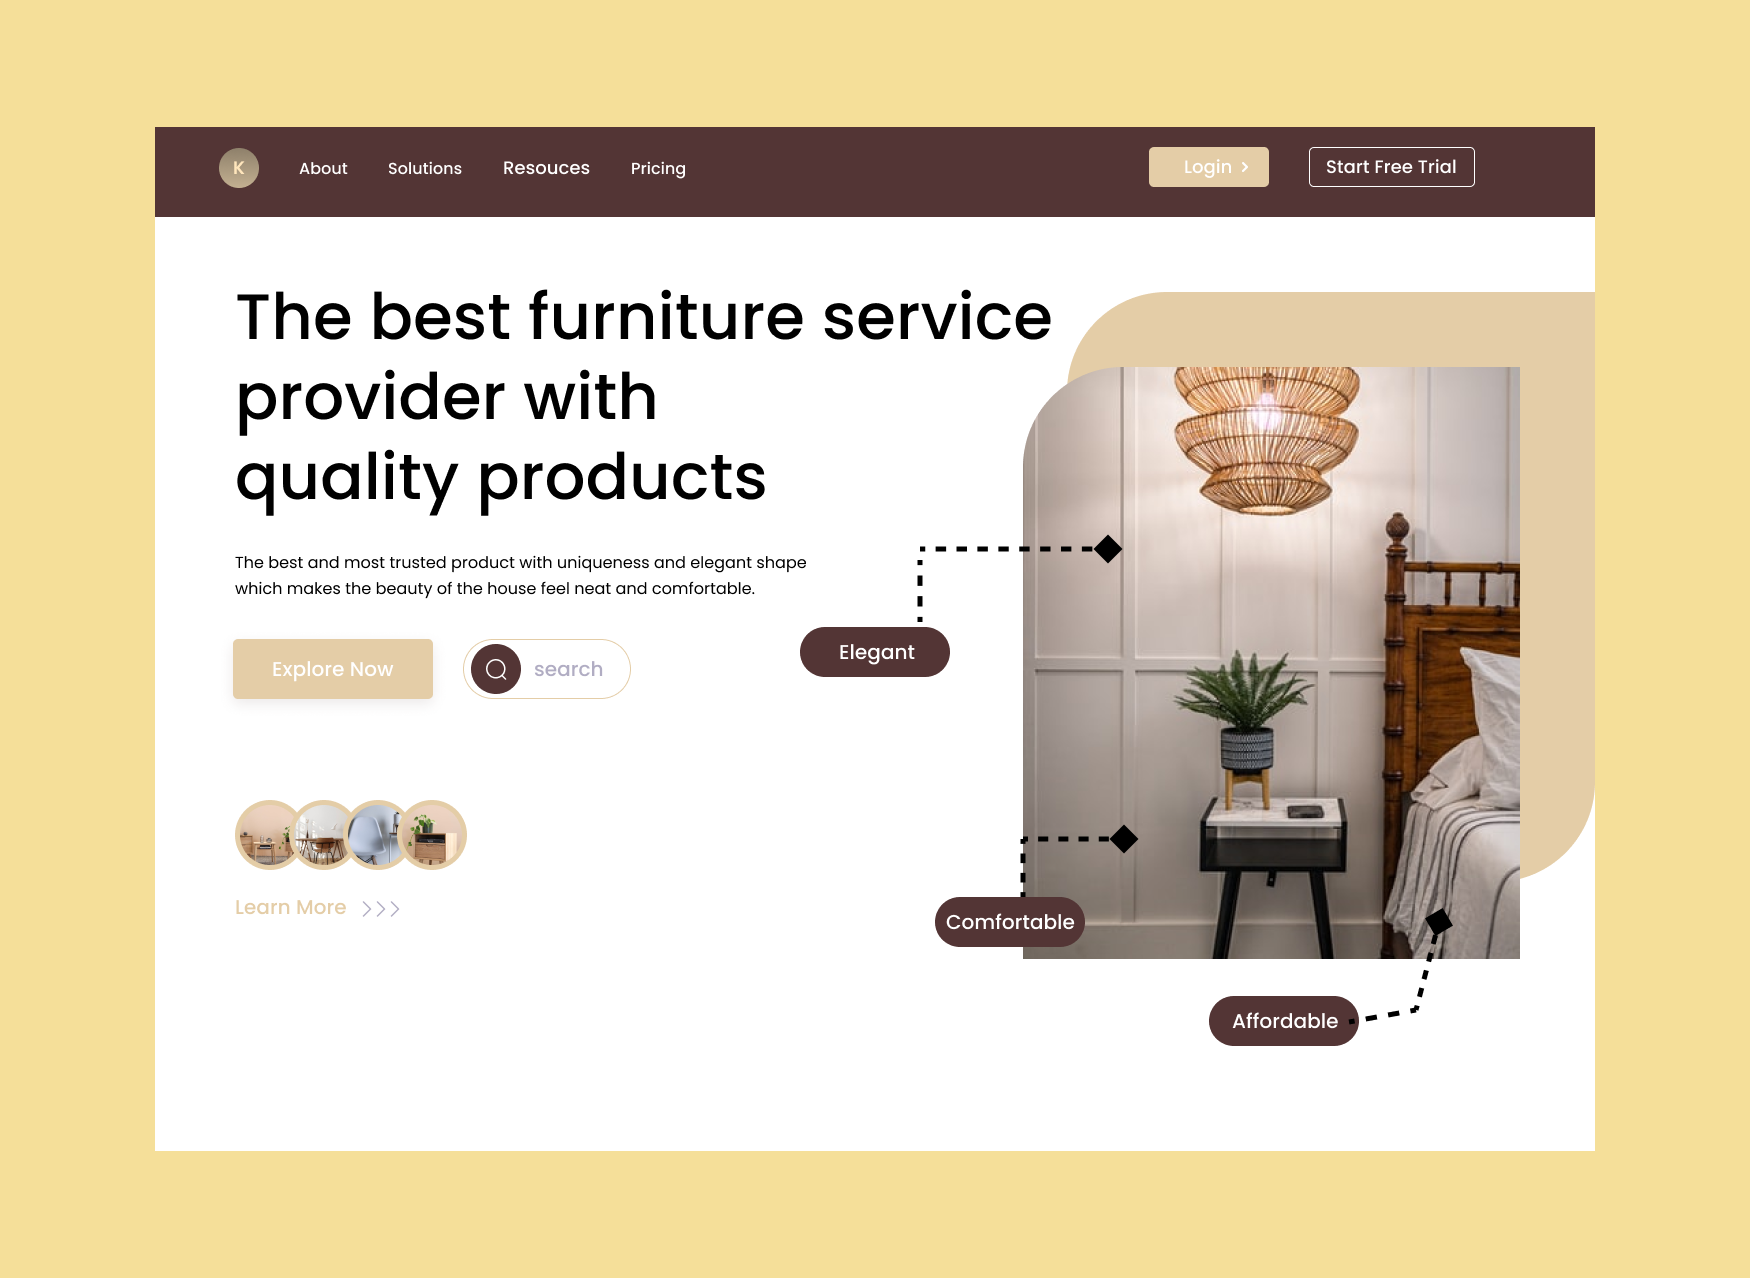 K
About
Solutions
Resouces
Pricing
Login
Start Free Trial
The best furniture service
provider with
quality products
The best and most trusted product with uniqueness and elegant shape
which makes the beauty of the house feel neat and comfortable.
Explore Now
search
Elegant
Learn More
Comfortable
Affordable